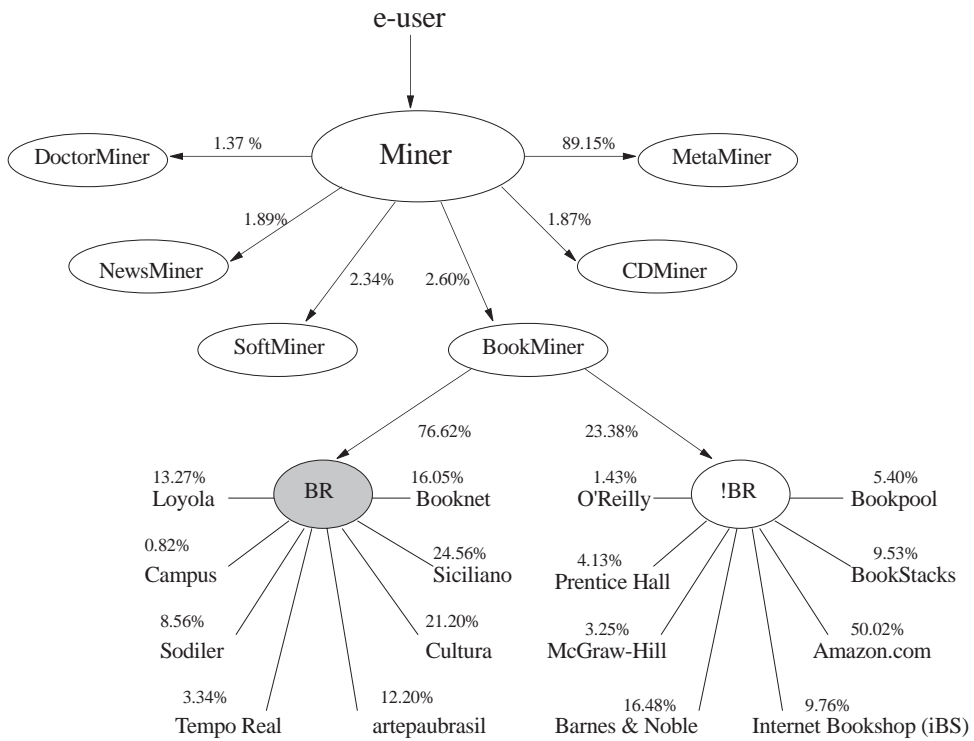 e-user
Miner
1.37 %
89.15%
DoctorMiner
MetaMiner
1.89%
1.87%
NewsMiner
CDMiner
2.34%
2.60%
SoftMiner
BookMiner
76.62%
23.38%
BR
!BR
13.27%
Loyola
16.05%
Booknet
1.43%
O'Reilly
5.40%
Bookpool
0.82%
Campus
24.56%
Siciliano
4.13%
Prentice Hall
9.53%
BookStacks
8.56%
Sodiler
21.20%
Cultura
3.25%
McGraw-Hill
50.02%
Amazon.com
3.34%
Tempo Real
12.20%
artepaubrasil
16.48%
Barnes & Noble
9.76%
Internet Bookshop (iBS)